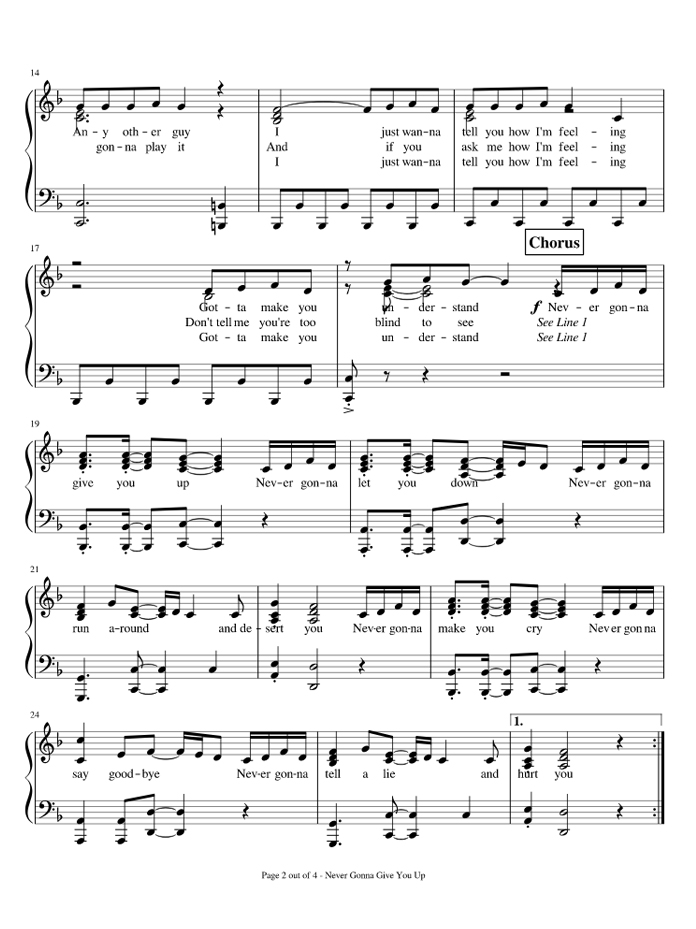 14
An-y oth-er guy I just wan-na tell you how I'm feel - ing
gon-na play it And if you ask me how I'm feel - ing
I just wan-na tell you how I'm feel - ing
Chorus
17
Got - ta make you un-der-stand f Nev - er gon-na
Don't tell me you're too blind to see See Line 1
Got - ta make you un-der-stand See Line 1
19
give you up Nev-er gon-na let you down Nev-er gon-na
21
run a-round and de-sert you Nev-er gon-na make you cry Nev er gon na
24
1.
say good-bye Nev-er gon-na tell a lie and hurt you
Page 2 out of 4 - Never Gonna Give You Up